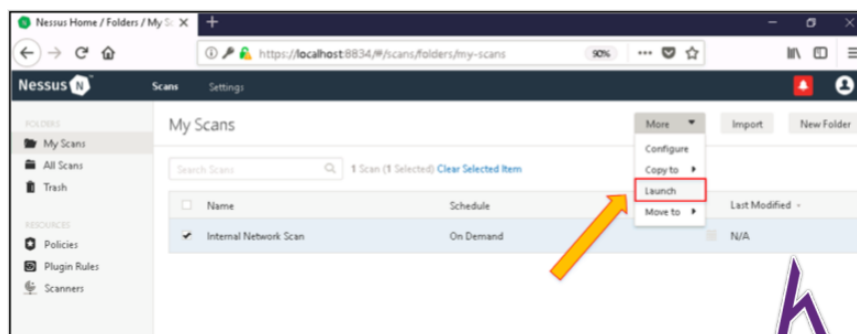 Nessus Home / Folders / My Sc
https://localhost:8834/#/scans/folders/my-scans 90%
Nessus N Scans Settings
FOLDERS
My Scans
All Scans
Trash
RESOURCES
Policies
Plugin Rules
Scanners
My Scans
More Import New Folder
Configure
Copy to
Launch
Move to
Search Scans 1 Scan (1 Selected) Clear Selected Item
Name Schedule Last Modified
Internal Network Scan On Demand N/A